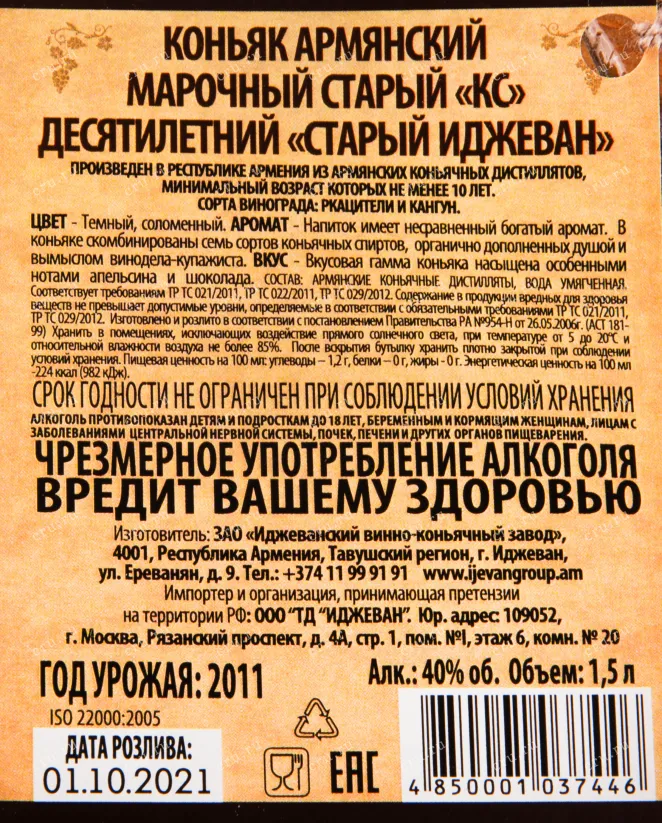 КОНЬЯК АРМЯНСКИЙ
МАРОЧНЫЙ СТАРЫЙ «КС»
ДЕСЯТИЛЕТНИЙ «СТАРЫЙ ИДЖЕВАН»
ПРОИЗВЕДЕН В РЕСПУБЛИКЕ АРМЕНИЯ ИЗ АРМЯНСКИХ КОНЬЯЧНЫХ ДИСТИЛЛЯТОВ,
МИНИМАЛЬНЫЙ ВОЗРАСТ КОТОРЫХ НЕ МЕНЕЕ 10 ЛЕТ.
СОРТА ВИНОГРАДА: РКАЦИТЕЛИ И КАНГУН.
ЦВЕТ - Темный, соломенный. АРОМАТ - Напиток имеет несравненный богатый аромат. В
коньяке скомбинированы семь сортов коньячных спиртов, органично дополненных душой и
вымыслом винодела-купажиста. ВКУС - Вкусовая гамма коньяка насыщена особенными
нотами апельсина и шоколада. СОСТАВ: АРМЯНСКИЕ КОНЬЯЧНЫЕ ДИСТИЛЛЯТЫ, ВОДА УМЯГЧЕННАЯ.
Соответствует требованиям ТР ТС 021/2011, ТР ТС 022/2011, ТР ТС 029/2012. Содержание в продукции вредных для здоровья
веществ не превышает допустимые уровни, определяемые в соответствии с обязательными требованиями ТР ТС 021/2011,
ТР ТС 029/2012. Изготовлено и розлито в соответствии с постановлением Правительства РА №954-Н от 26.05.2006г. (АСТ 181-
99) Хранить в помещениях, исключающих воздействие прямого солнечного света, при температуре от 5 до 20°С и
относительной влажности воздуха не более 85%. После вскрытия бутылку хранить плотно закрытой при соблюдении
условий хранения. Пищевая ценность на 100 мл: углеводы – 1,2 г, белки – 0 г, жиры - 0 г. Энергетическая ценность на 100 мл
-224 ккал (982 кДж).
СРОК ГОДНОСТИ НЕ ОГРАНИЧЕН ПРИ СОБЛЮДЕНИИ УСЛОВИЙ ХРАНЕНИЯ
АЛКОГОЛЬ ПРОТИВОПОКАЗАН ДЕТЯМ И ПОДРОСТКАМ ДО 18 ЛЕТ, БЕРЕМЕННЫМ И КОРМЯЩИМ ЖЕНЩИНАМ, ЛИЦАМ С
ЗАБОЛЕВАНИЯМИ ЦЕНТРАЛЬНОЙ НЕРВНОЙ СИСТЕМЫ, ПОЧЕК, ПЕЧЕНИ И ДРУГИХ ОРГАНОВ ПИЩЕВАРЕНИЯ.
ЧРЕЗМЕРНОЕ УПОТРЕБЛЕНИЕ АЛКОГОЛЯ
ВРЕДИТ ВАШЕМУ ЗДОРОВЬЮ
Изготовитель: ЗАО «Иджеванский винно-коньячный завод»,
4001, Республика Армения, Тавушский регион, г. Иджеван,
ул. Ереванян, д. 9. Тел.: +374 11 99 91 91 www.ijevangroup.am
Импортер и организация, принимающая претензии
на территории РФ: ООО "ТД "ИДЖЕВАН". Юр. адрес: 109052,
г. Москва, Рязанский проспект, д. 4А, стр. 1, пом. №I, этаж 6, комн. № 20
ГОД УРОЖАЯ: 2011
Алк.: 40% об. Объем: 1,5 л
ISO 22000:2005
ДАТА РОЗЛИВА:
01.10.2021
EAC
4 850001 037446